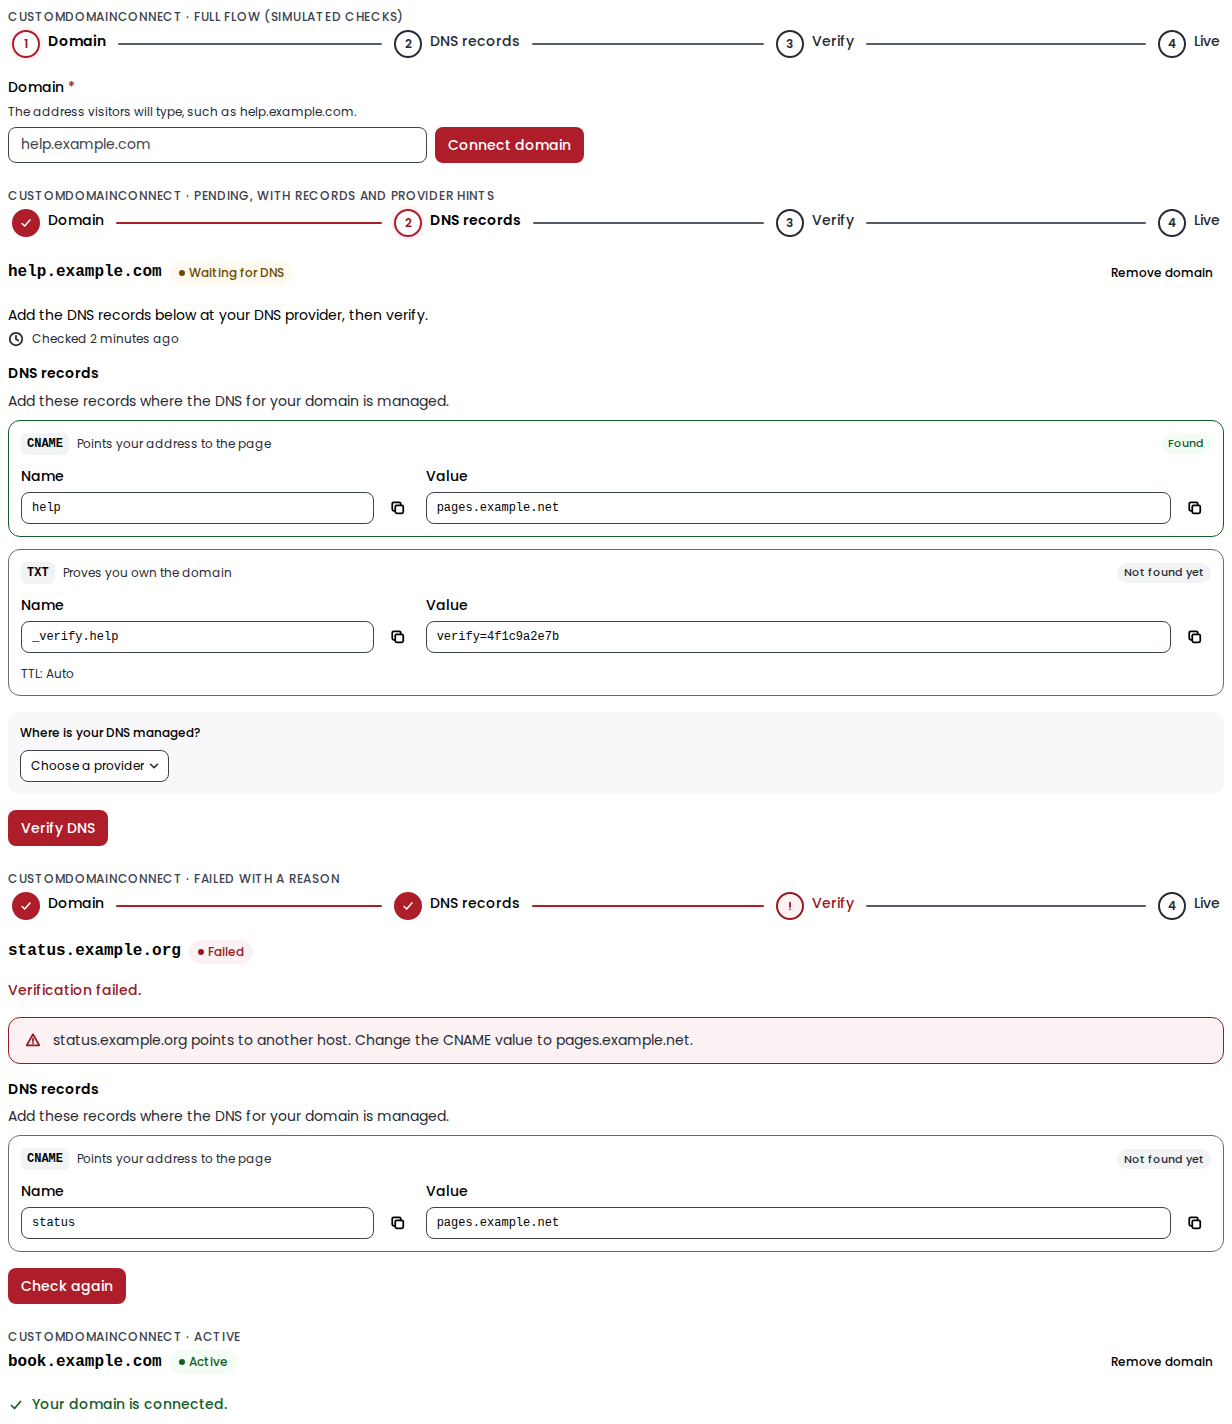 CUSTOMDOMAINCONNECT · FULL FLOW (SIMULATED CHECKS)
1 Domain 2 DNS records 3 Verify 4 Live
Domain *
The address visitors will type, such as help.example.com.
help.example.com Connect domain
CUSTOMDOMAINCONNECT · PENDING, WITH RECORDS AND PROVIDER HINTS
Domain 2 DNS records 3 Verify 4 Live
help.example.com Waiting for DNS Remove domain
Add the DNS records below at your DNS provider, then verify.
Checked 2 minutes ago
DNS records
Add these records where the DNS for your domain is managed.
CNAME Points your address to the page Found
Name Value
help pages.example.net
TXT Proves you own the domain Not found yet
Name Value
_verify.help verify=4f1c9a2e7b
TTL: Auto
Where is your DNS managed?
Choose a provider
Verify DNS
CUSTOMDOMAINCONNECT · FAILED WITH A REASON
Domain DNS records ! Verify 4 Live
status.example.org Failed
Verification failed.
status.example.org points to another host. Change the CNAME value to pages.example.net.
DNS records
Add these records where the DNS for your domain is managed.
CNAME Points your address to the page Not found yet
Name Value
status pages.example.net
Check again
CUSTOMDOMAINCONNECT · ACTIVE
book.example.com Active Remove domain
Your domain is connected.